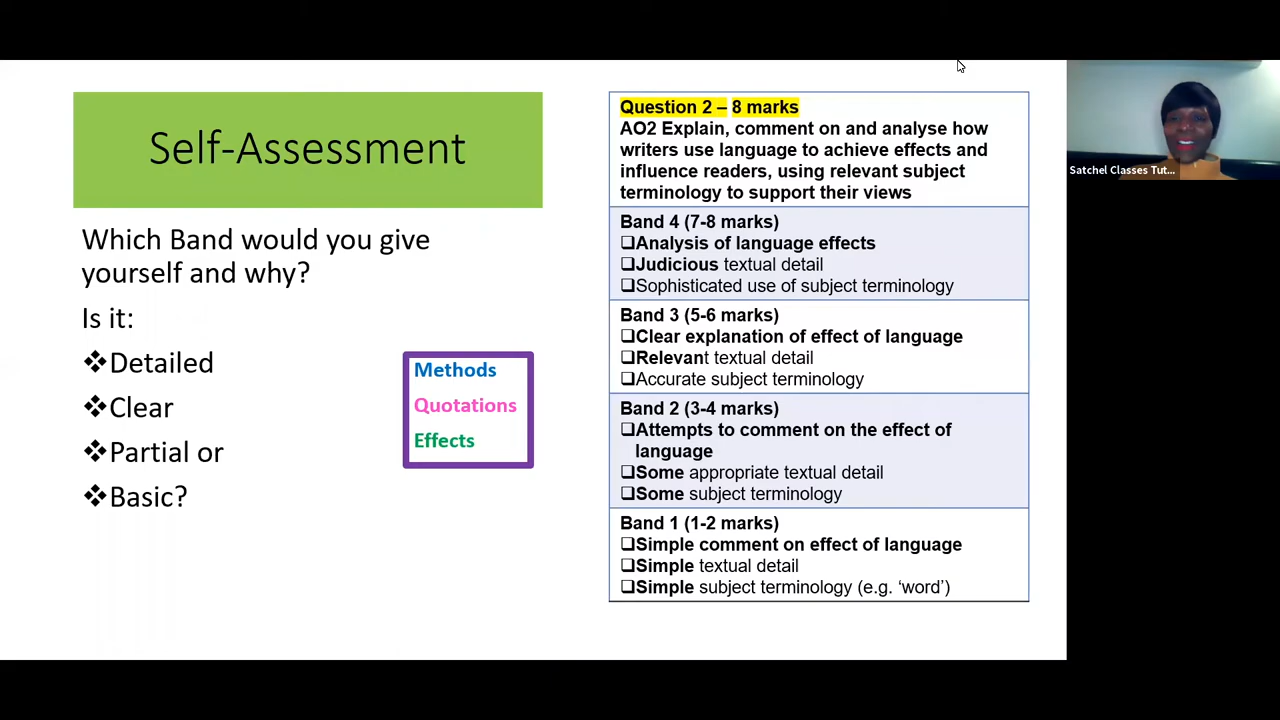 Self-Assessment
Which Band would you give
yourself and why?
Is it:
❖Detailed
❖Clear
❖Partial or
❖Basic?
Methods
Quotations
Effects
Question 2 – 8 marks
AO2 Explain, comment on and analyse how
writers use language to achieve effects and
influence readers, using relevant subject
terminology to support their views
Band 4 (7-8 marks)
❑Analysis of language effects
❑Judicious textual detail
❑Sophisticated use of subject terminology
Band 3 (5-6 marks)
❑Clear explanation of effect of language
❑Relevant textual detail
❑Accurate subject terminology
Band 2 (3-4 marks)
❑Attempts to comment on the effect of
language
❑Some appropriate textual detail
❑Some subject terminology
Band 1 (1-2 marks)
❑Simple comment on effect of language
❑Simple textual detail
❑Simple subject terminology (e.g. ‘word’)
Satchel Classes Tut...